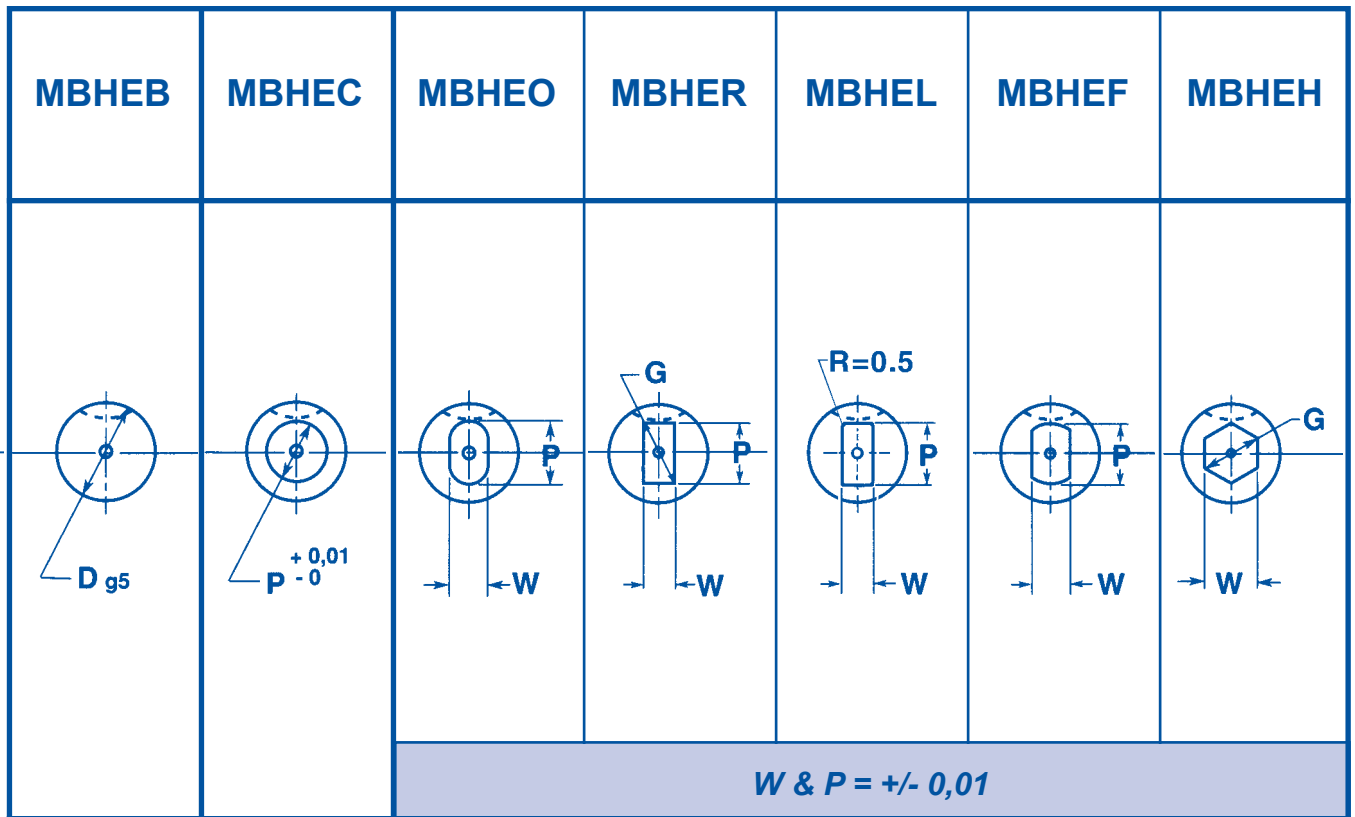 MBHEB MBHEC MBHEO MBHER MBHEL MBHEF MBHEH
D g5
P + 0,01 - 0
P
W
G
P
W
R=0.5
P
W
P
W
G
W
W & P = +/- 0,01